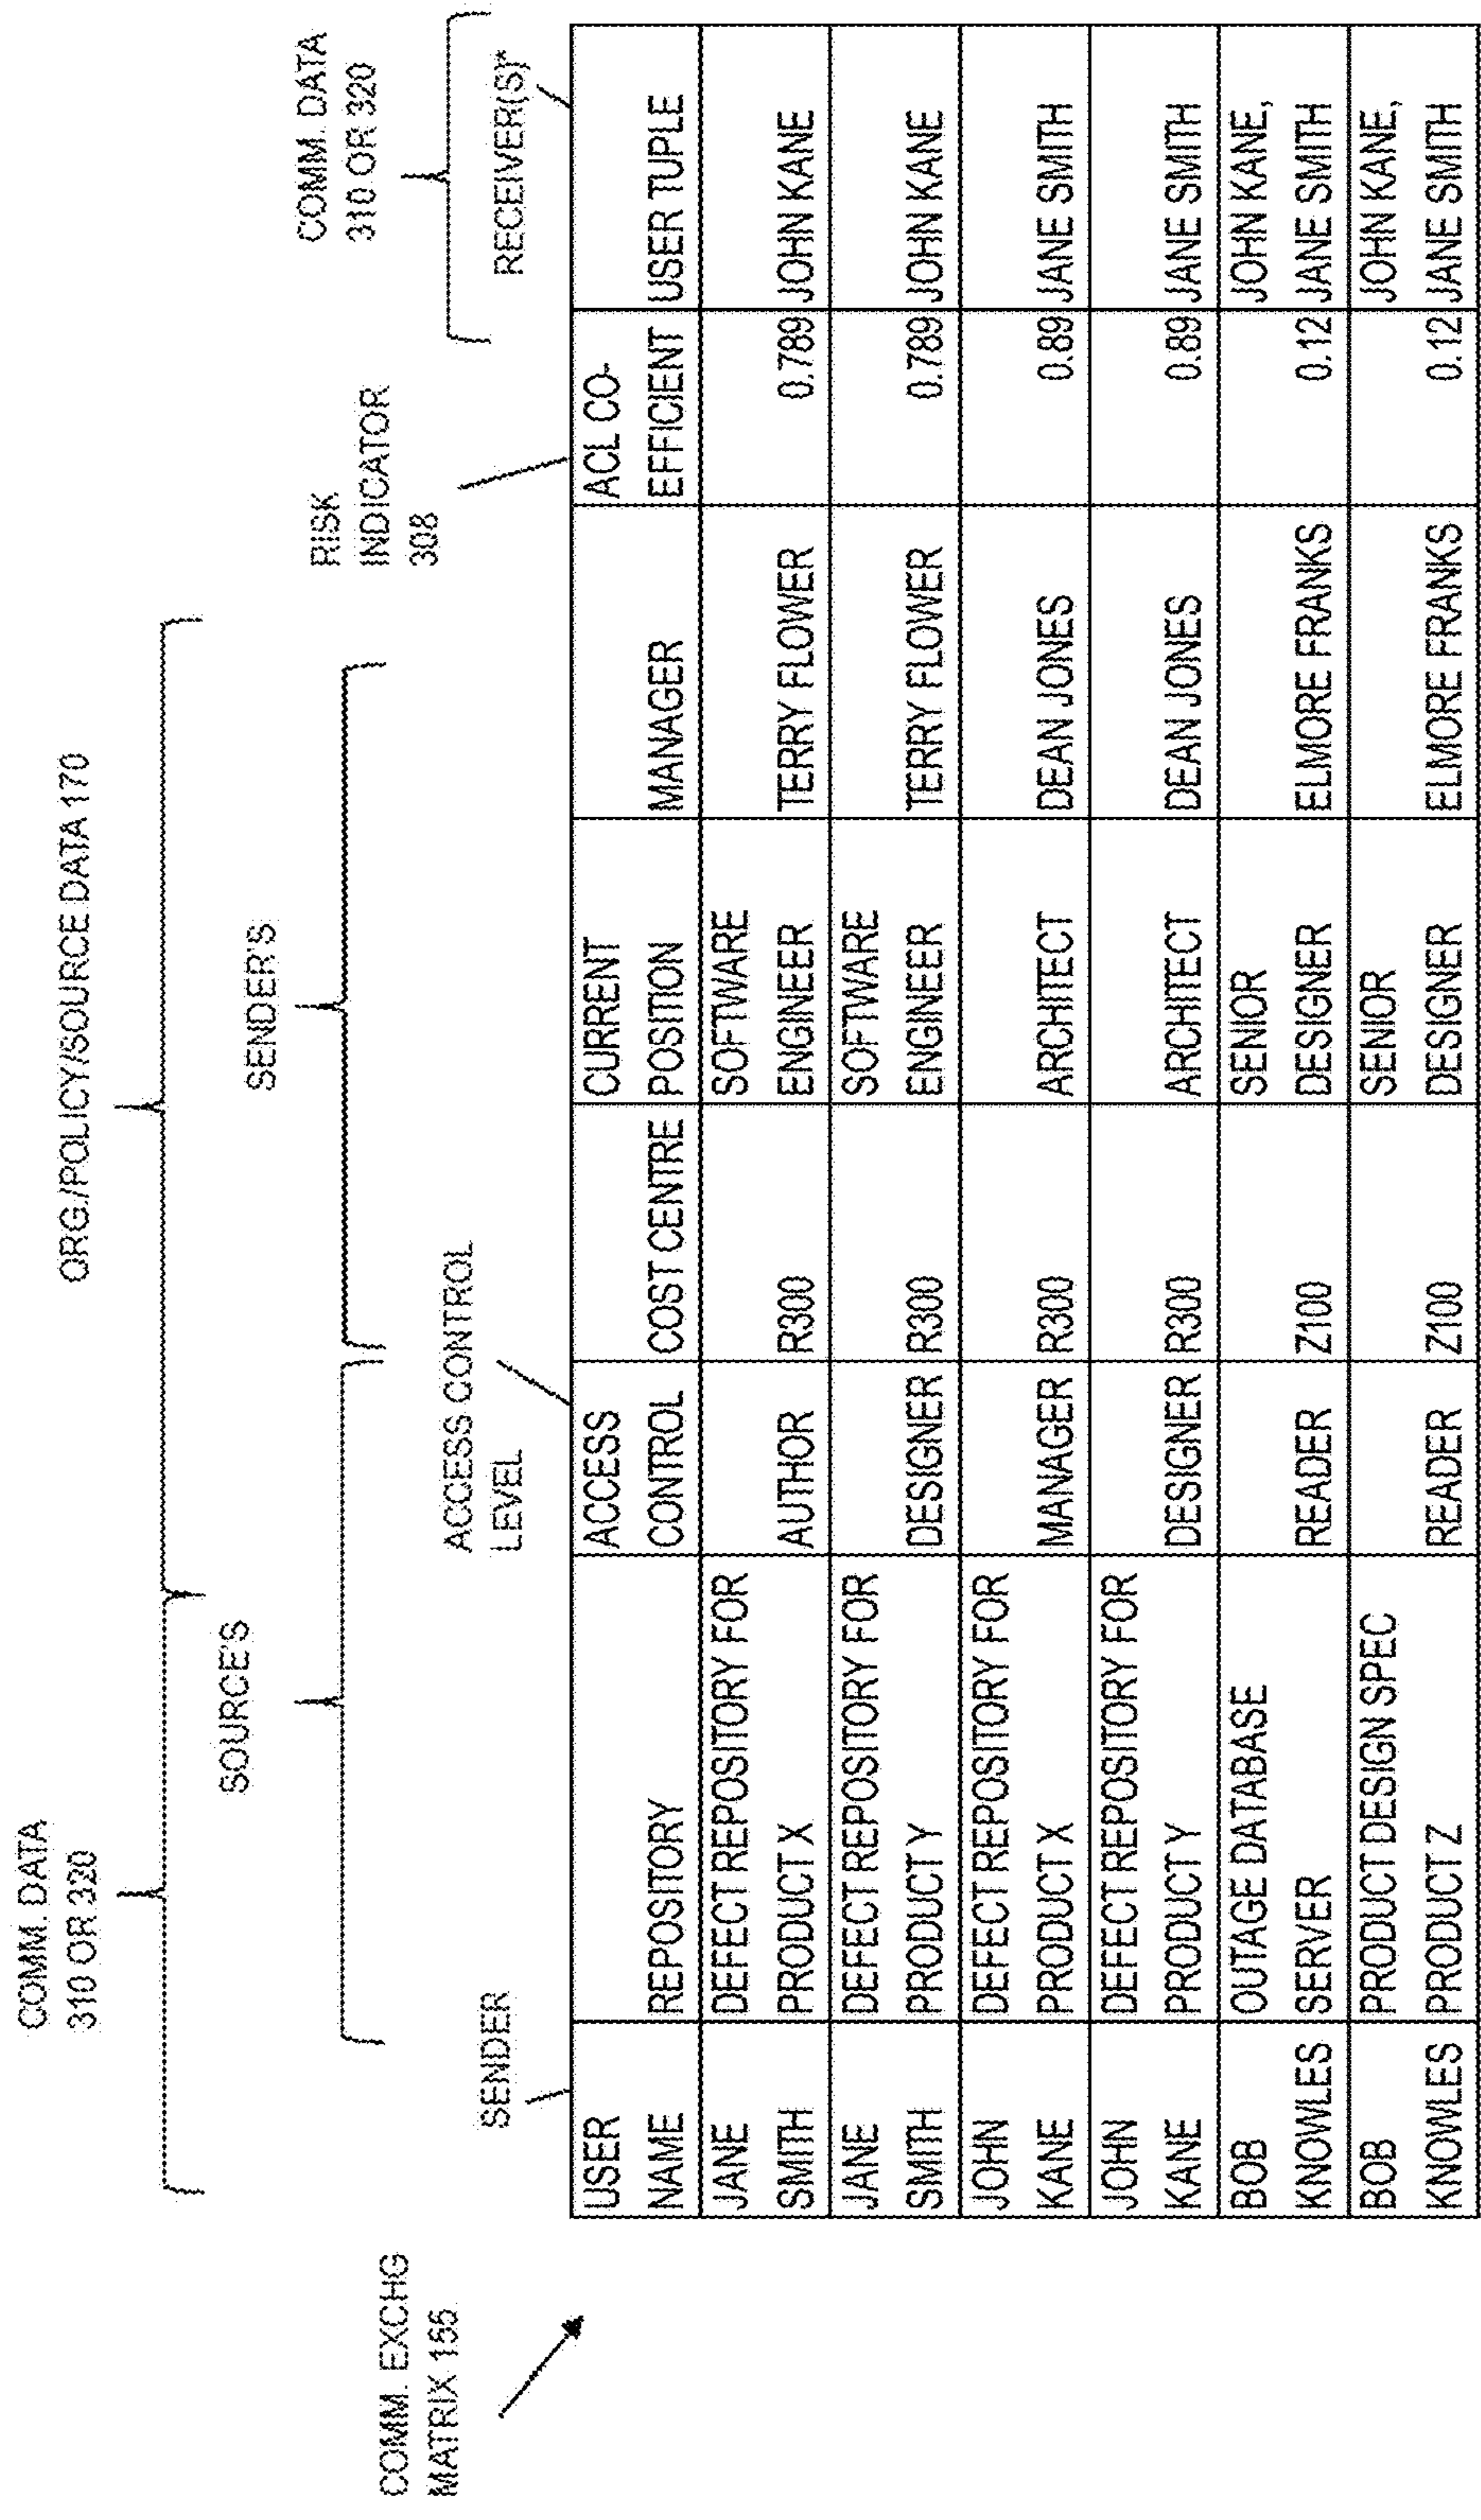 COMM. DATA
310 OR 320
ORG./POLICY/SOURCE DATA 170
SOURCE'S
SENDER'S
COMM. DATA
310 OR 320
RISK
INDICATOR
308
COMM. EXCHG
MATRIX 155
SENDER
ACCESS CONTROL
LEVEL
RECEIVER(S)*
USER
NAME
REPOSITORY
ACCESS
CONTROL
COST CENTRE
CURRENT
POSITION
MANAGER
ACL CO-
EFFICIENT
USER TUPLE
JANE
SMITH
DEFECT REPOSITORY FOR
PRODUCT X
AUTHOR
R300
SOFTWARE
ENGINEER
TERRY FLOWER
0.789
JOHN KANE
JANE
SMITH
DEFECT REPOSITORY FOR
PRODUCT Y
DESIGNER
R300
SOFTWARE
ENGINEER
TERRY FLOWER
0.789
JOHN KANE
JOHN
KANE
DEFECT REPOSITORY FOR
PRODUCT X
MANAGER
R300
ARCHITECT
DEAN JONES
0.89
JANE SMITH
JOHN
KANE
DEFECT REPOSITORY FOR
PRODUCT Y
DESIGNER
R300
ARCHITECT
DEAN JONES
0.89
JANE SMITH
BOB
KNOWLES
OUTAGE DATABASE
SERVER
READER
Z100
SENIOR
DESIGNER
ELMORE FRANKS
0.12
JOHN KANE,
JANE SMITH
BOB
KNOWLES
PRODUCT DESIGN SPEC
PRODUCT Z
READER
Z100
SENIOR
DESIGNER
ELMORE FRANKS
0.12
JOHN KANE,
JANE SMITH